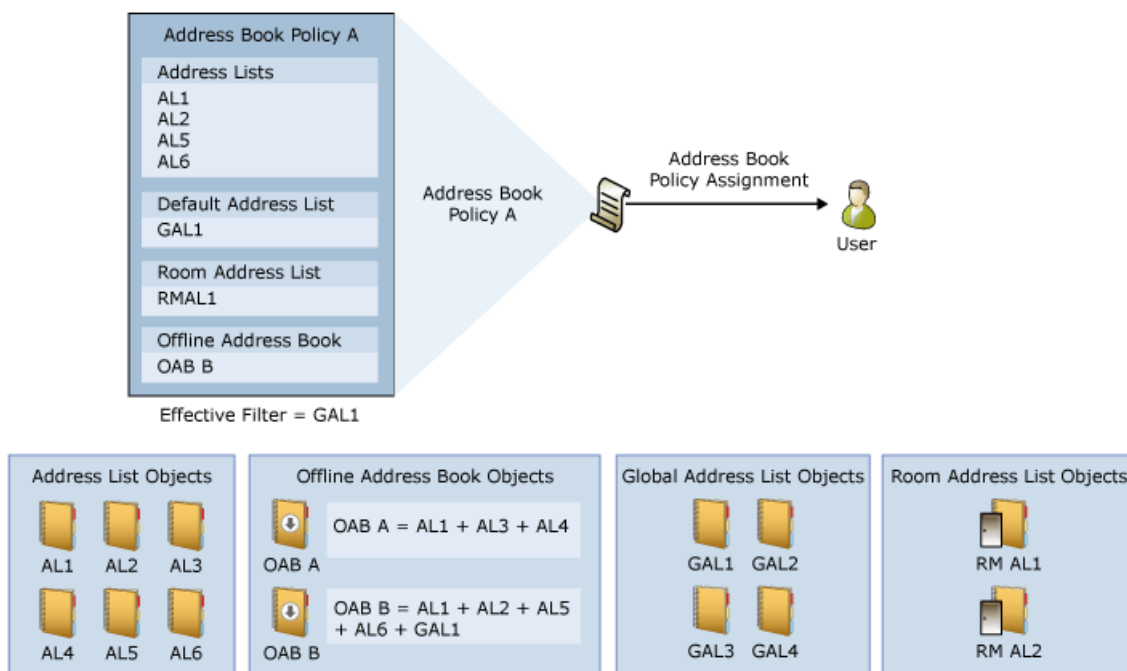 Address Book Policy A
Address Lists
AL1
AL2
AL5
AL6
Default Address List
GAL1
Room Address List
RMAL1
Offline Address Book
OAB B
Effective Filter = GAL1
Address Book
Policy A
Address Book
Policy Assignment
User
Address List Objects
AL1 AL2 AL3
AL4 AL5 AL6
Offline Address Book Objects
OAB A
OAB A = AL1 + AL3 + AL4
OAB B
OAB B = AL1 + AL2 + AL5
+ AL6 + GAL1
Global Address List Objects
GAL1 GAL2
GAL3 GAL4
Room Address List Objects
RM AL1
RM AL2